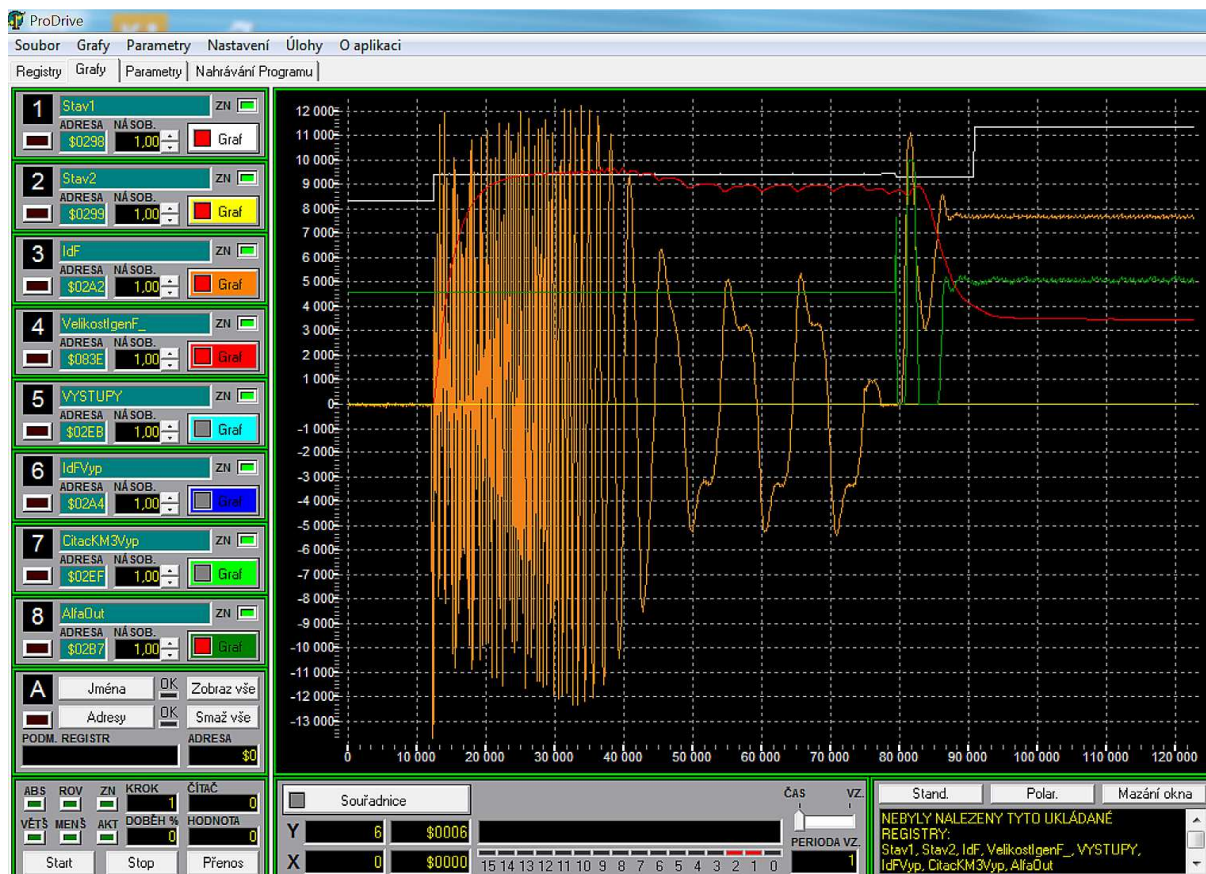 ProDrive
Soubor Grafy Parametry Nastavení Úlohy O aplikaci
Registry Grafy Parametry Nahrávání Programu
1 Stav1 ZN
ADRESA NÁSOB.
$0298 1,00 Graf
2 Stav2 ZN
ADRESA NÁSOB.
$0299 1,00 Graf
3 IdF ZN
ADRESA NÁSOB.
$02A2 1,00 Graf
4 VelikostIgenF_ ZN
ADRESA NÁSOB.
$083E 1,00 Graf
5 VYSTUPY ZN
ADRESA NÁSOB.
$02EB 1,00 Graf
6 IdFVyp ZN
ADRESA NÁSOB.
$02A4 1,00 Graf
7 CitacKM3Vyp ZN
ADRESA NÁSOB.
$02EF 1,00 Graf
8 AlfaOut ZN
ADRESA NÁSOB.
$02B7 1,00 Graf
A Jména OK Zobraz vše
Adresy OK Smaž vše
PODM. REGISTR ADRESA
$0
ABS ROV ZN KROK ČÍTAČ
1 0
VĚTŠ MENŠ AKT DOBĚH % HODNOTA
0 0
Start Stop Přenos
12 000
11 000
10 000
9 000
8 000
7 000
6 000
5 000
4 000
3 000
2 000
1 000
0
-1 000
-2 000
-3 000
-4 000
-5 000
-6 000
-7 000
-8 000
-9 000
-10 000
-11 000
-12 000
-13 000
0 10 000 20 000 30 000 40 000 50 000 60 000 70 000 80 000 90 000 100 000 110 000 120 000
Souřadnice ČAS VZ.
Y 6 $0006
PERIODA VZ.
X 0 $0000 15 14 13 12 11 10 9 8 7 6 5 4 3 2 1 0 1
Stand. Polar. Mazání okna
NEBYLY NALEZENY TYTO UKLÁDANÉ
REGISTRY:
Stav1, Stav2, IdF, VelikostIgenF_, VYSTUPY,
IdFVyp, CitacKM3Vyp, AlfaOut